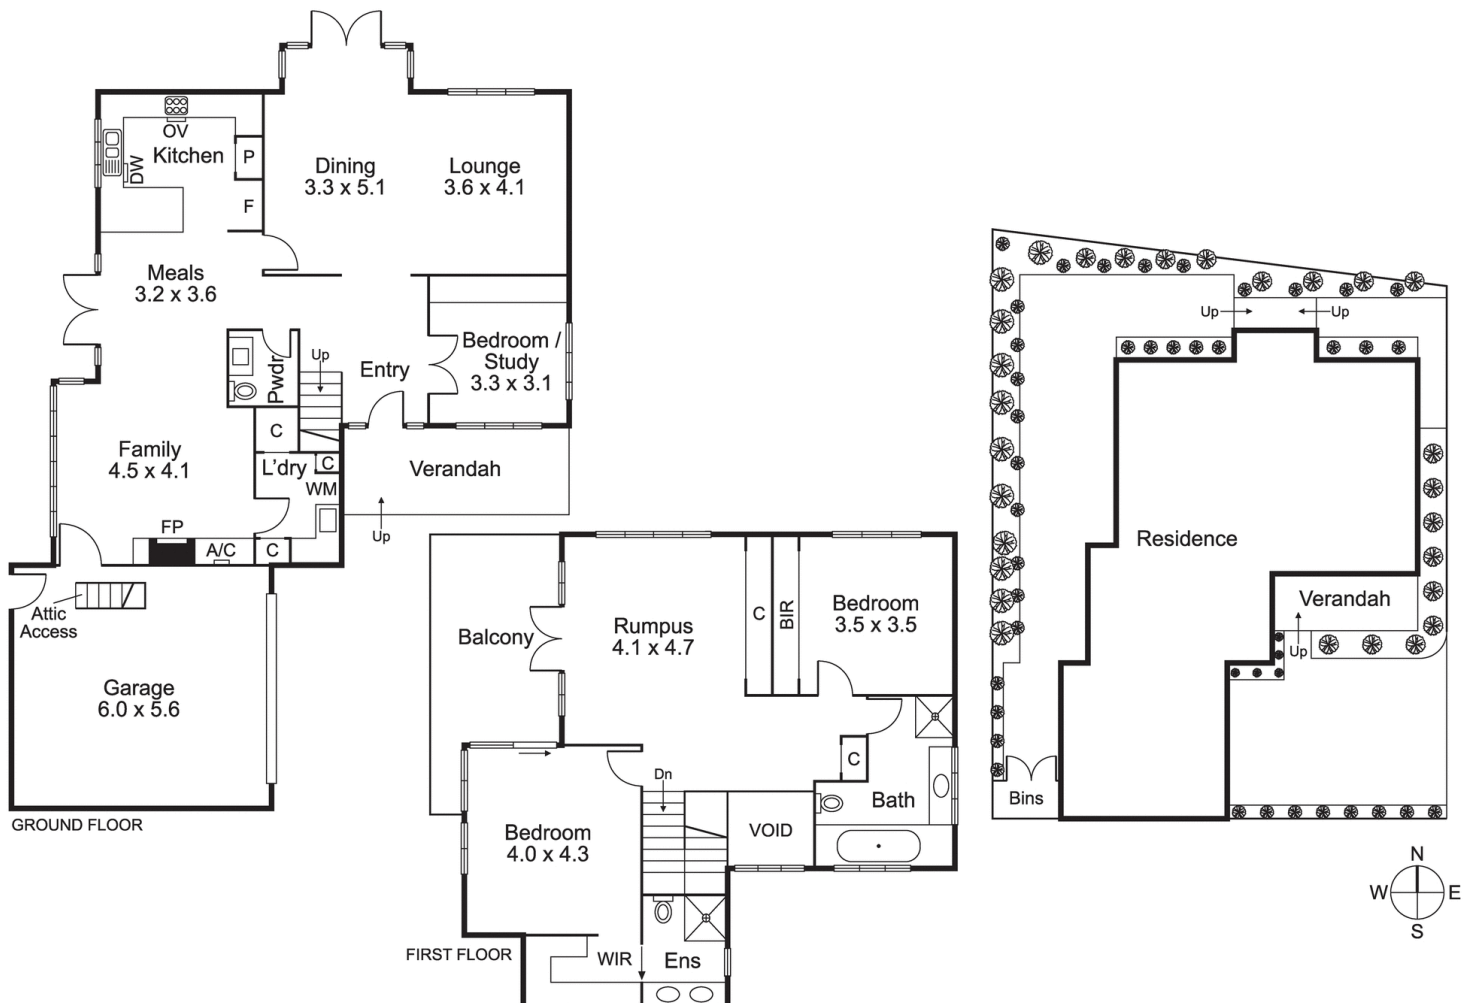 OV
Kitchen
DW
P
F
Dining
3.3 x 5.1
Lounge
3.6 x 4.1
Meals
3.2 x 3.6
Pwdr
Up
Entry
Bedroom /
Study
3.3 x 3.1
Family
4.5 x 4.1
C
L'dry
C
WM
Verandah
Up
FP
A/C
C
Attic
Access
Garage
6.0 x 5.6
GROUND FLOOR
Balcony
Rumpus
4.1 x 4.7
C
BIR
Bedroom
3.5 x 3.5
C
Bath
Dn
VOID
Bedroom
4.0 x 4.3
FIRST FLOOR
WIR
Ens
Up
Up
Residence
Verandah
Up
Bins
N
W
E
S